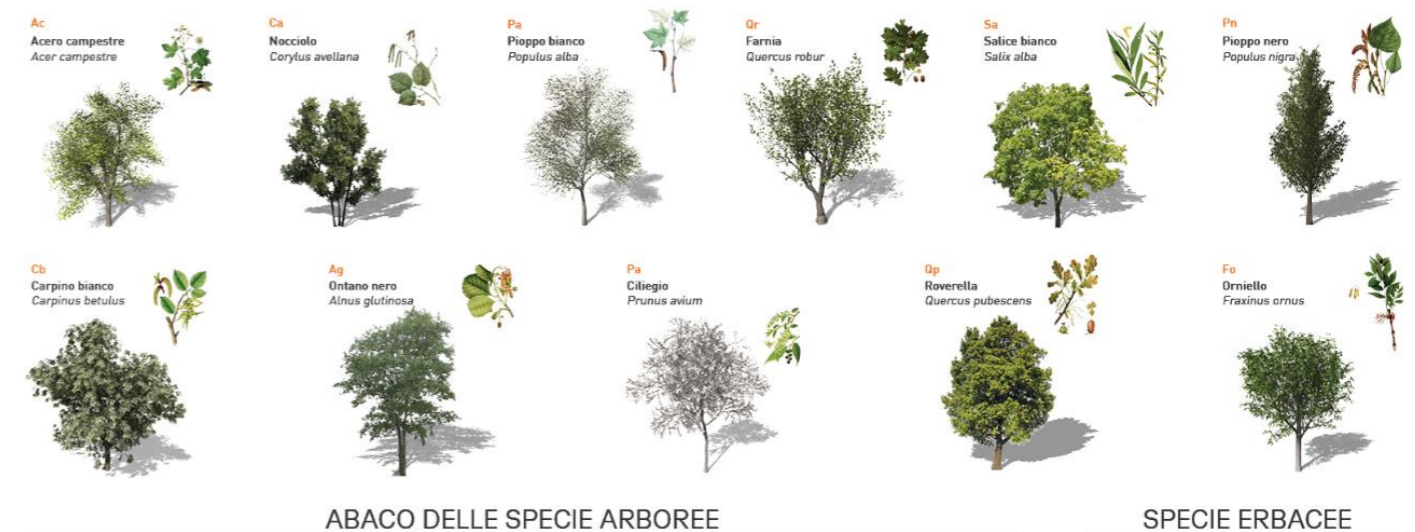 Ac
Acero campestre
Acer campestre
Ca
Nocciolo
Corylus avellana
Pa
Pioppo bianco
Populus alba
Qr
Farnia
Quercus robur
Sa
Salice bianco
Salix alba
Pn
Pioppo nero
Populus nigra
Cb
Carpino bianco
Carpinus betulus
Ag
Ontano nero
Alnus glutinosa
Pa
Ciliegio
Prunus avium
Qp
Roverella
Quercus pubescens
Fo
Orniello
Fraxinus ornus
ABACO DELLE SPECIE ARBOREE
SPECIE ERBACEE